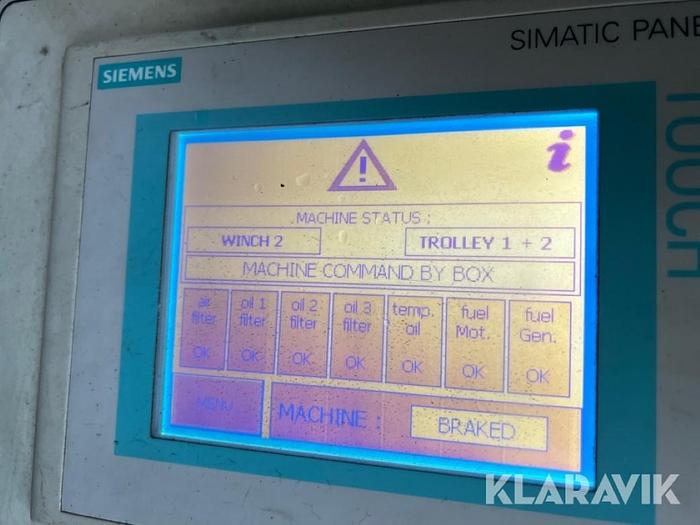 SIEMENS
SIMATIC PANE
TOUCH
!
i
MACHINE STATUS :
WINCH 2
TROLLEY 1 + 2
MACHINE COMMAND BY BOX
air filter OK
oil 1 filter OK
oil 2 filter OK
oil 3 filter OK
temp. oil OK
fuel Mot. OK
fuel Gen. OK
MENU
MACHINE :
BRAKED
KLARAVIK